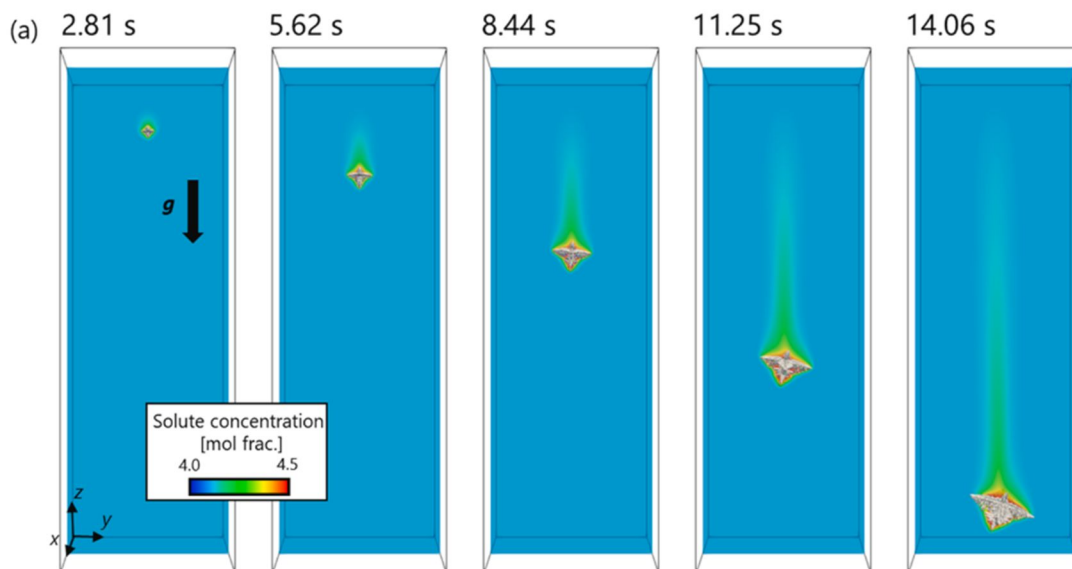 (a)
2.81 s
5.62 s
8.44 s
11.25 s
14.06 s
g
Solute concentration
[mol frac.]
4.0 4.5
z
y
x